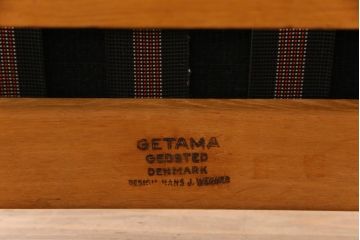 GETAMA
GEDSTED
DENMARK
DESIGN HANS J. WEGNER